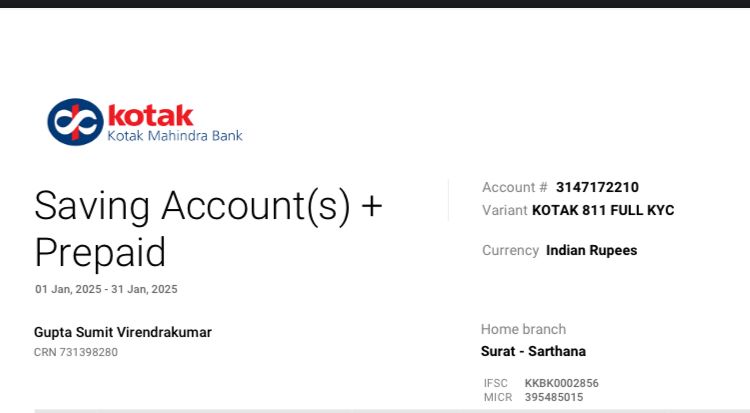 kotak
Kotak Mahindra Bank
Saving Account(s) +
Prepaid
01 Jan, 2025 - 31 Jan, 2025
Gupta Sumit Virendrakumar
CRN 731398280
Account # 3147172210
Variant KOTAK 811 FULL KYC
Currency Indian Rupees
Home branch
Surat - Sarthana
IFSC KKBK0002856
MICR 395485015